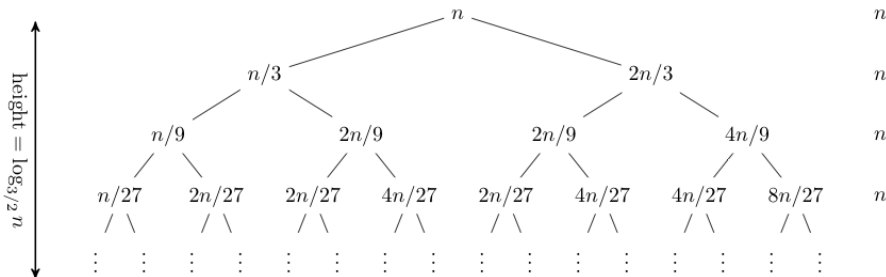 n n
n/3 2n/3 n
n/9 2n/9 2n/9 4n/9 n
n/27 2n/27 2n/27 4n/27 2n/27 4n/27 4n/27 8n/27 n
height = log_{3/2} n